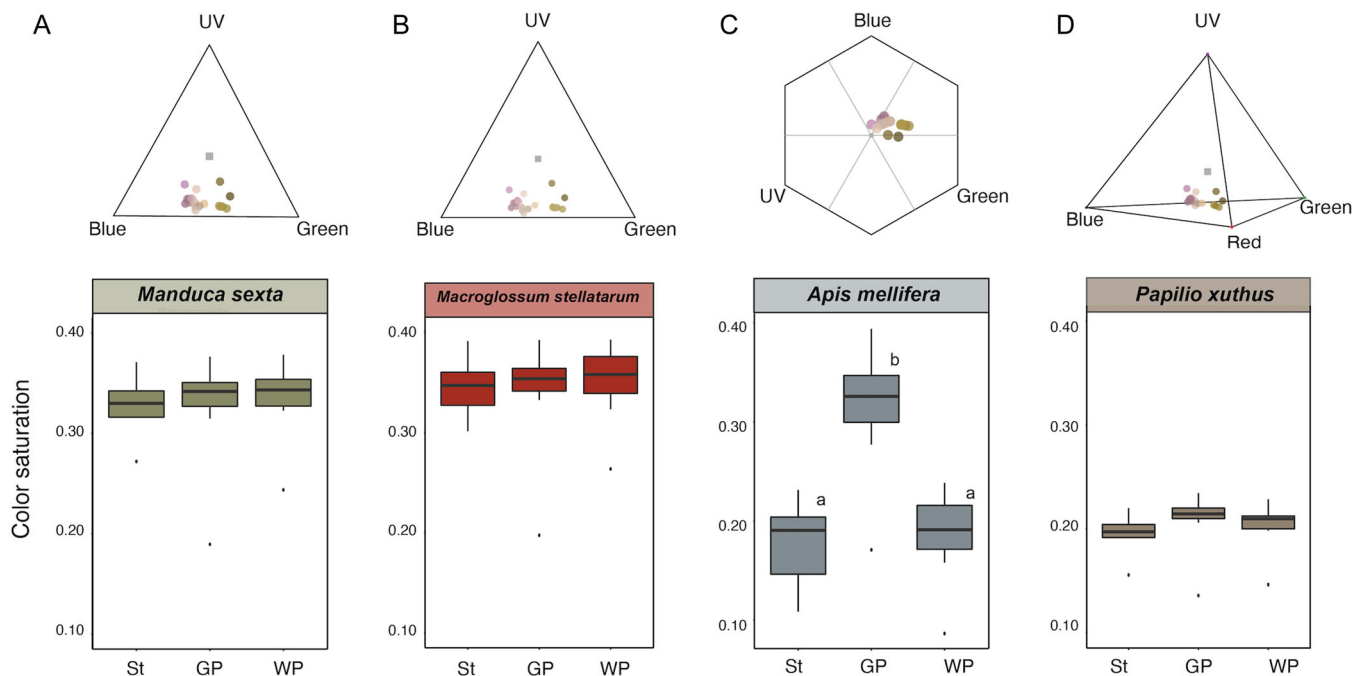 A
UV
Blue
Green
B
UV
Blue
Green
C
Blue
UV
Green
D
UV
Blue
Red
Green
Color saturation
Manduca sexta
0.40
0.30
0.20
0.10
St
GP
WP
Macroglossum stellatarum
0.40
0.30
0.20
0.10
St
GP
WP
Apis mellifera
0.40
0.30
0.20
0.10
a
b
a
St
GP
WP
Papilio xuthus
0.40
0.30
0.20
0.10
St
GP
WP